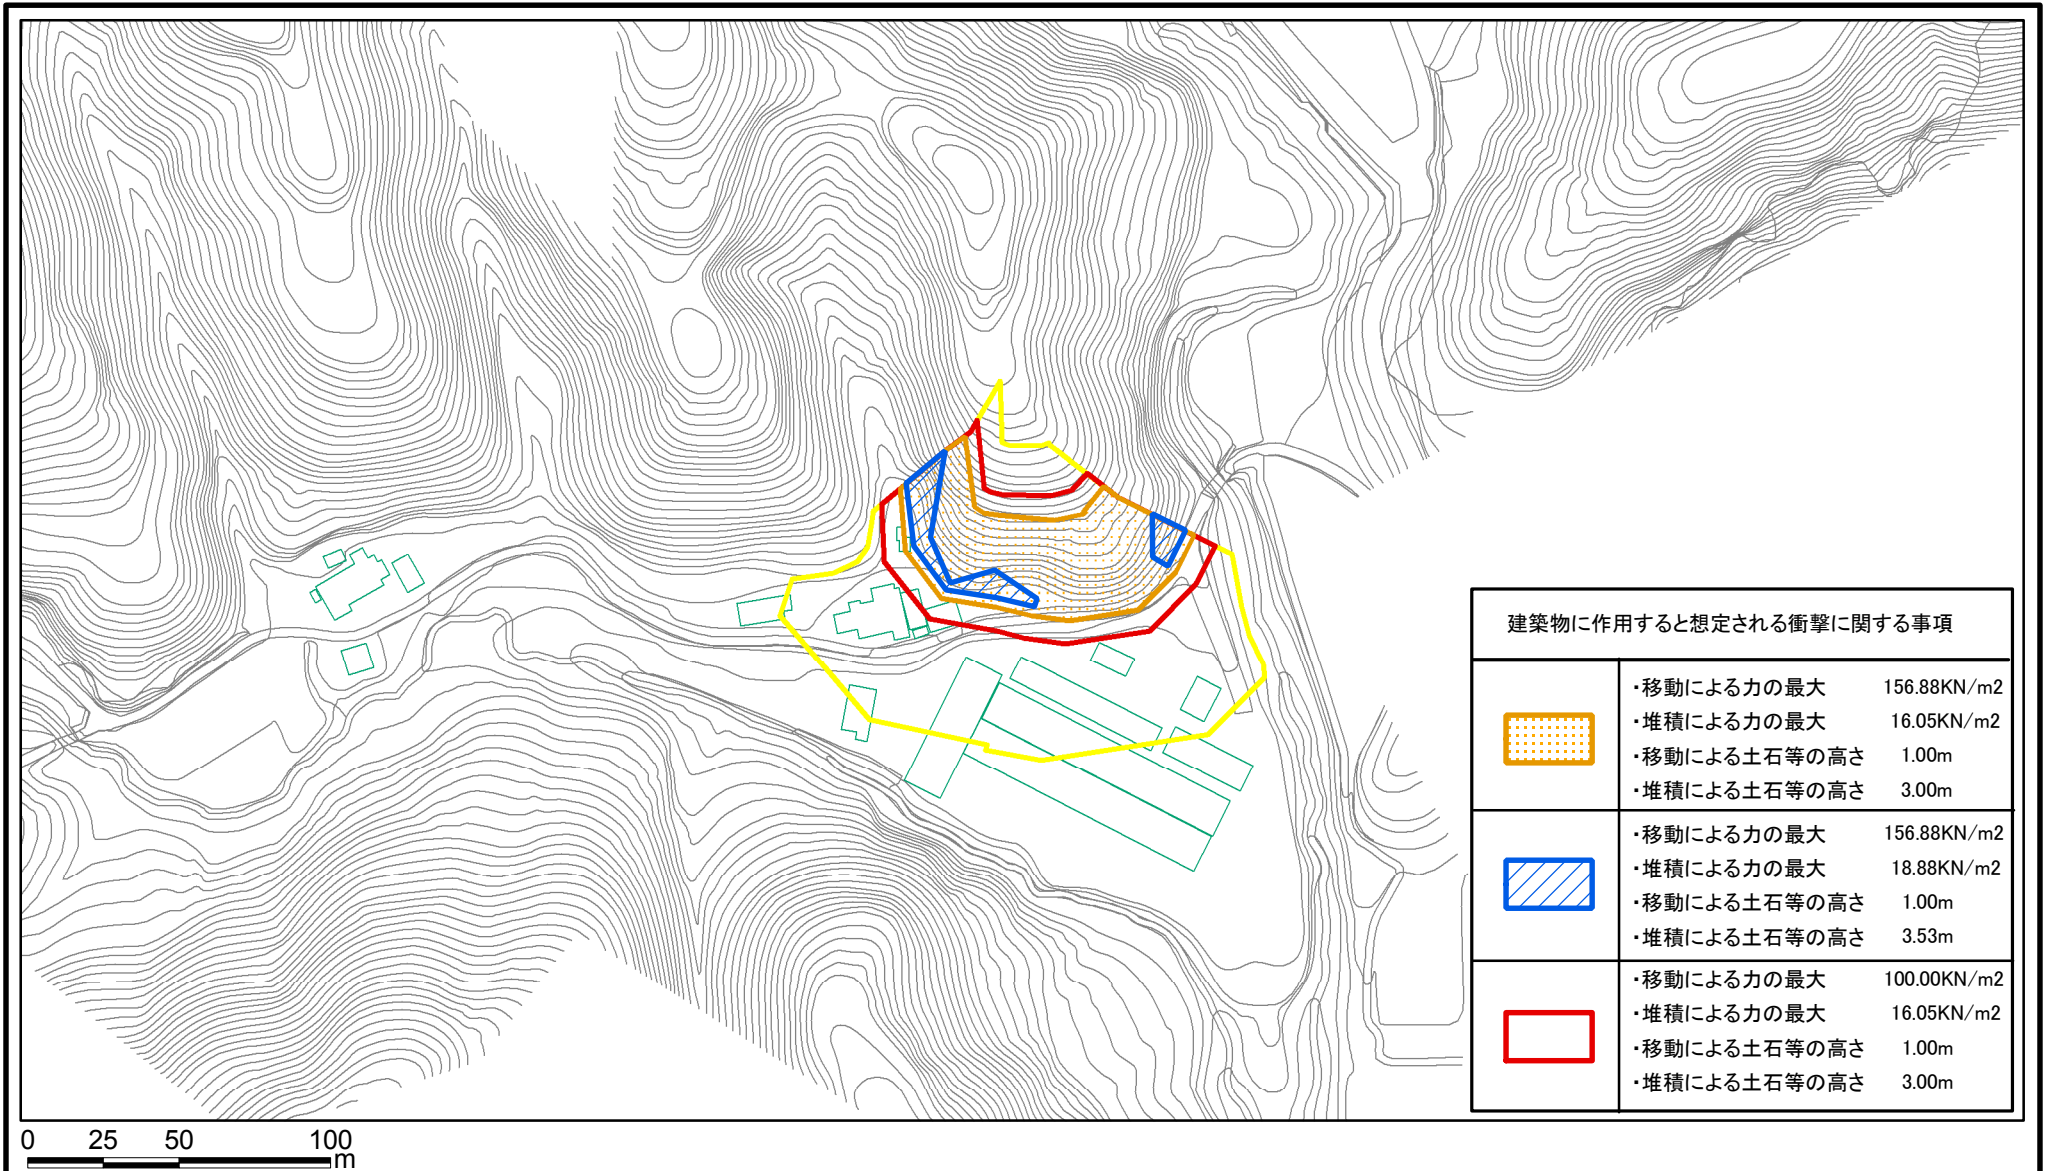 建築物に作用すると想定される衝撃に関する事項
・移動による力の最大 156.88KN/m2
・堆積による力の最大 16.05KN/m2
・移動による土石等の高さ 1.00m
・堆積による土石等の高さ 3.00m
・移動による力の最大 156.88KN/m2
・堆積による力の最大 18.88KN/m2
・移動による土石等の高さ 1.00m
・堆積による土石等の高さ 3.53m
・移動による力の最大 100.00KN/m2
・堆積による力の最大 16.05KN/m2
・移動による土石等の高さ 1.00m
・堆積による土石等の高さ 3.00m
0 25 50 100
m